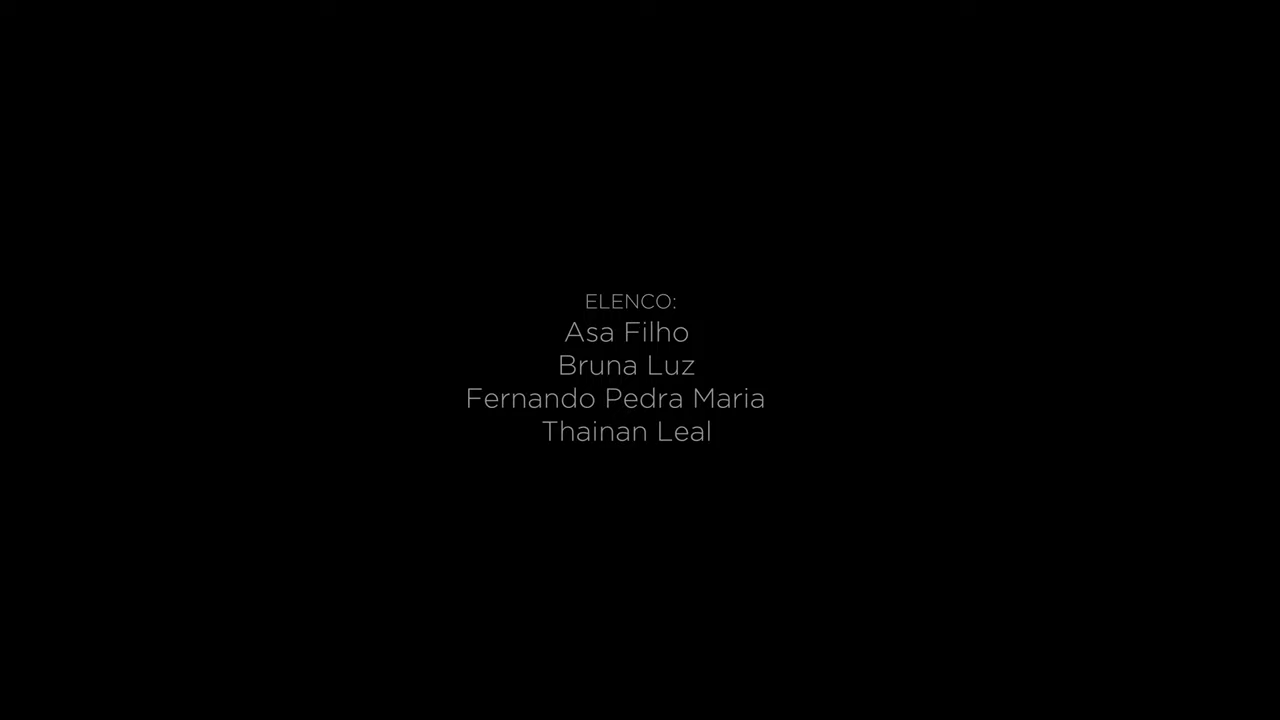 ELENCO:
Asa Filho
Bruna Luz
Fernando Pedra Maria
Thainan Leal